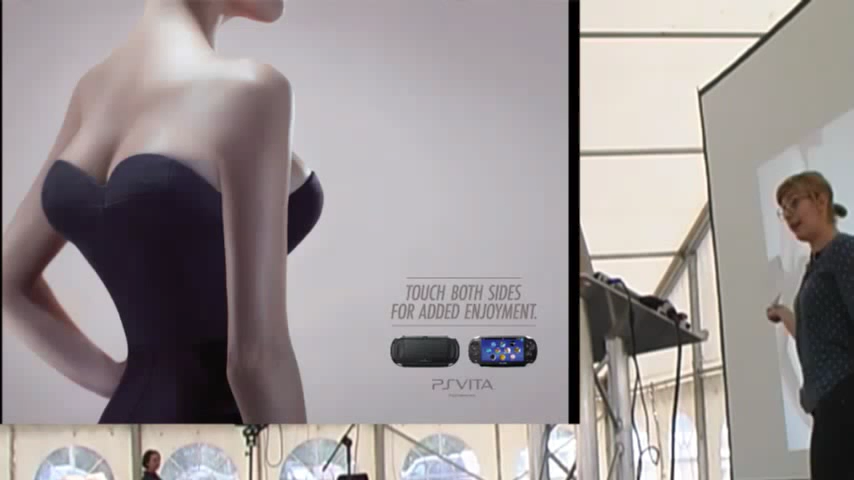 TOUCH BOTH SIDES
FOR ADDED ENJOYMENT.
PSVITA